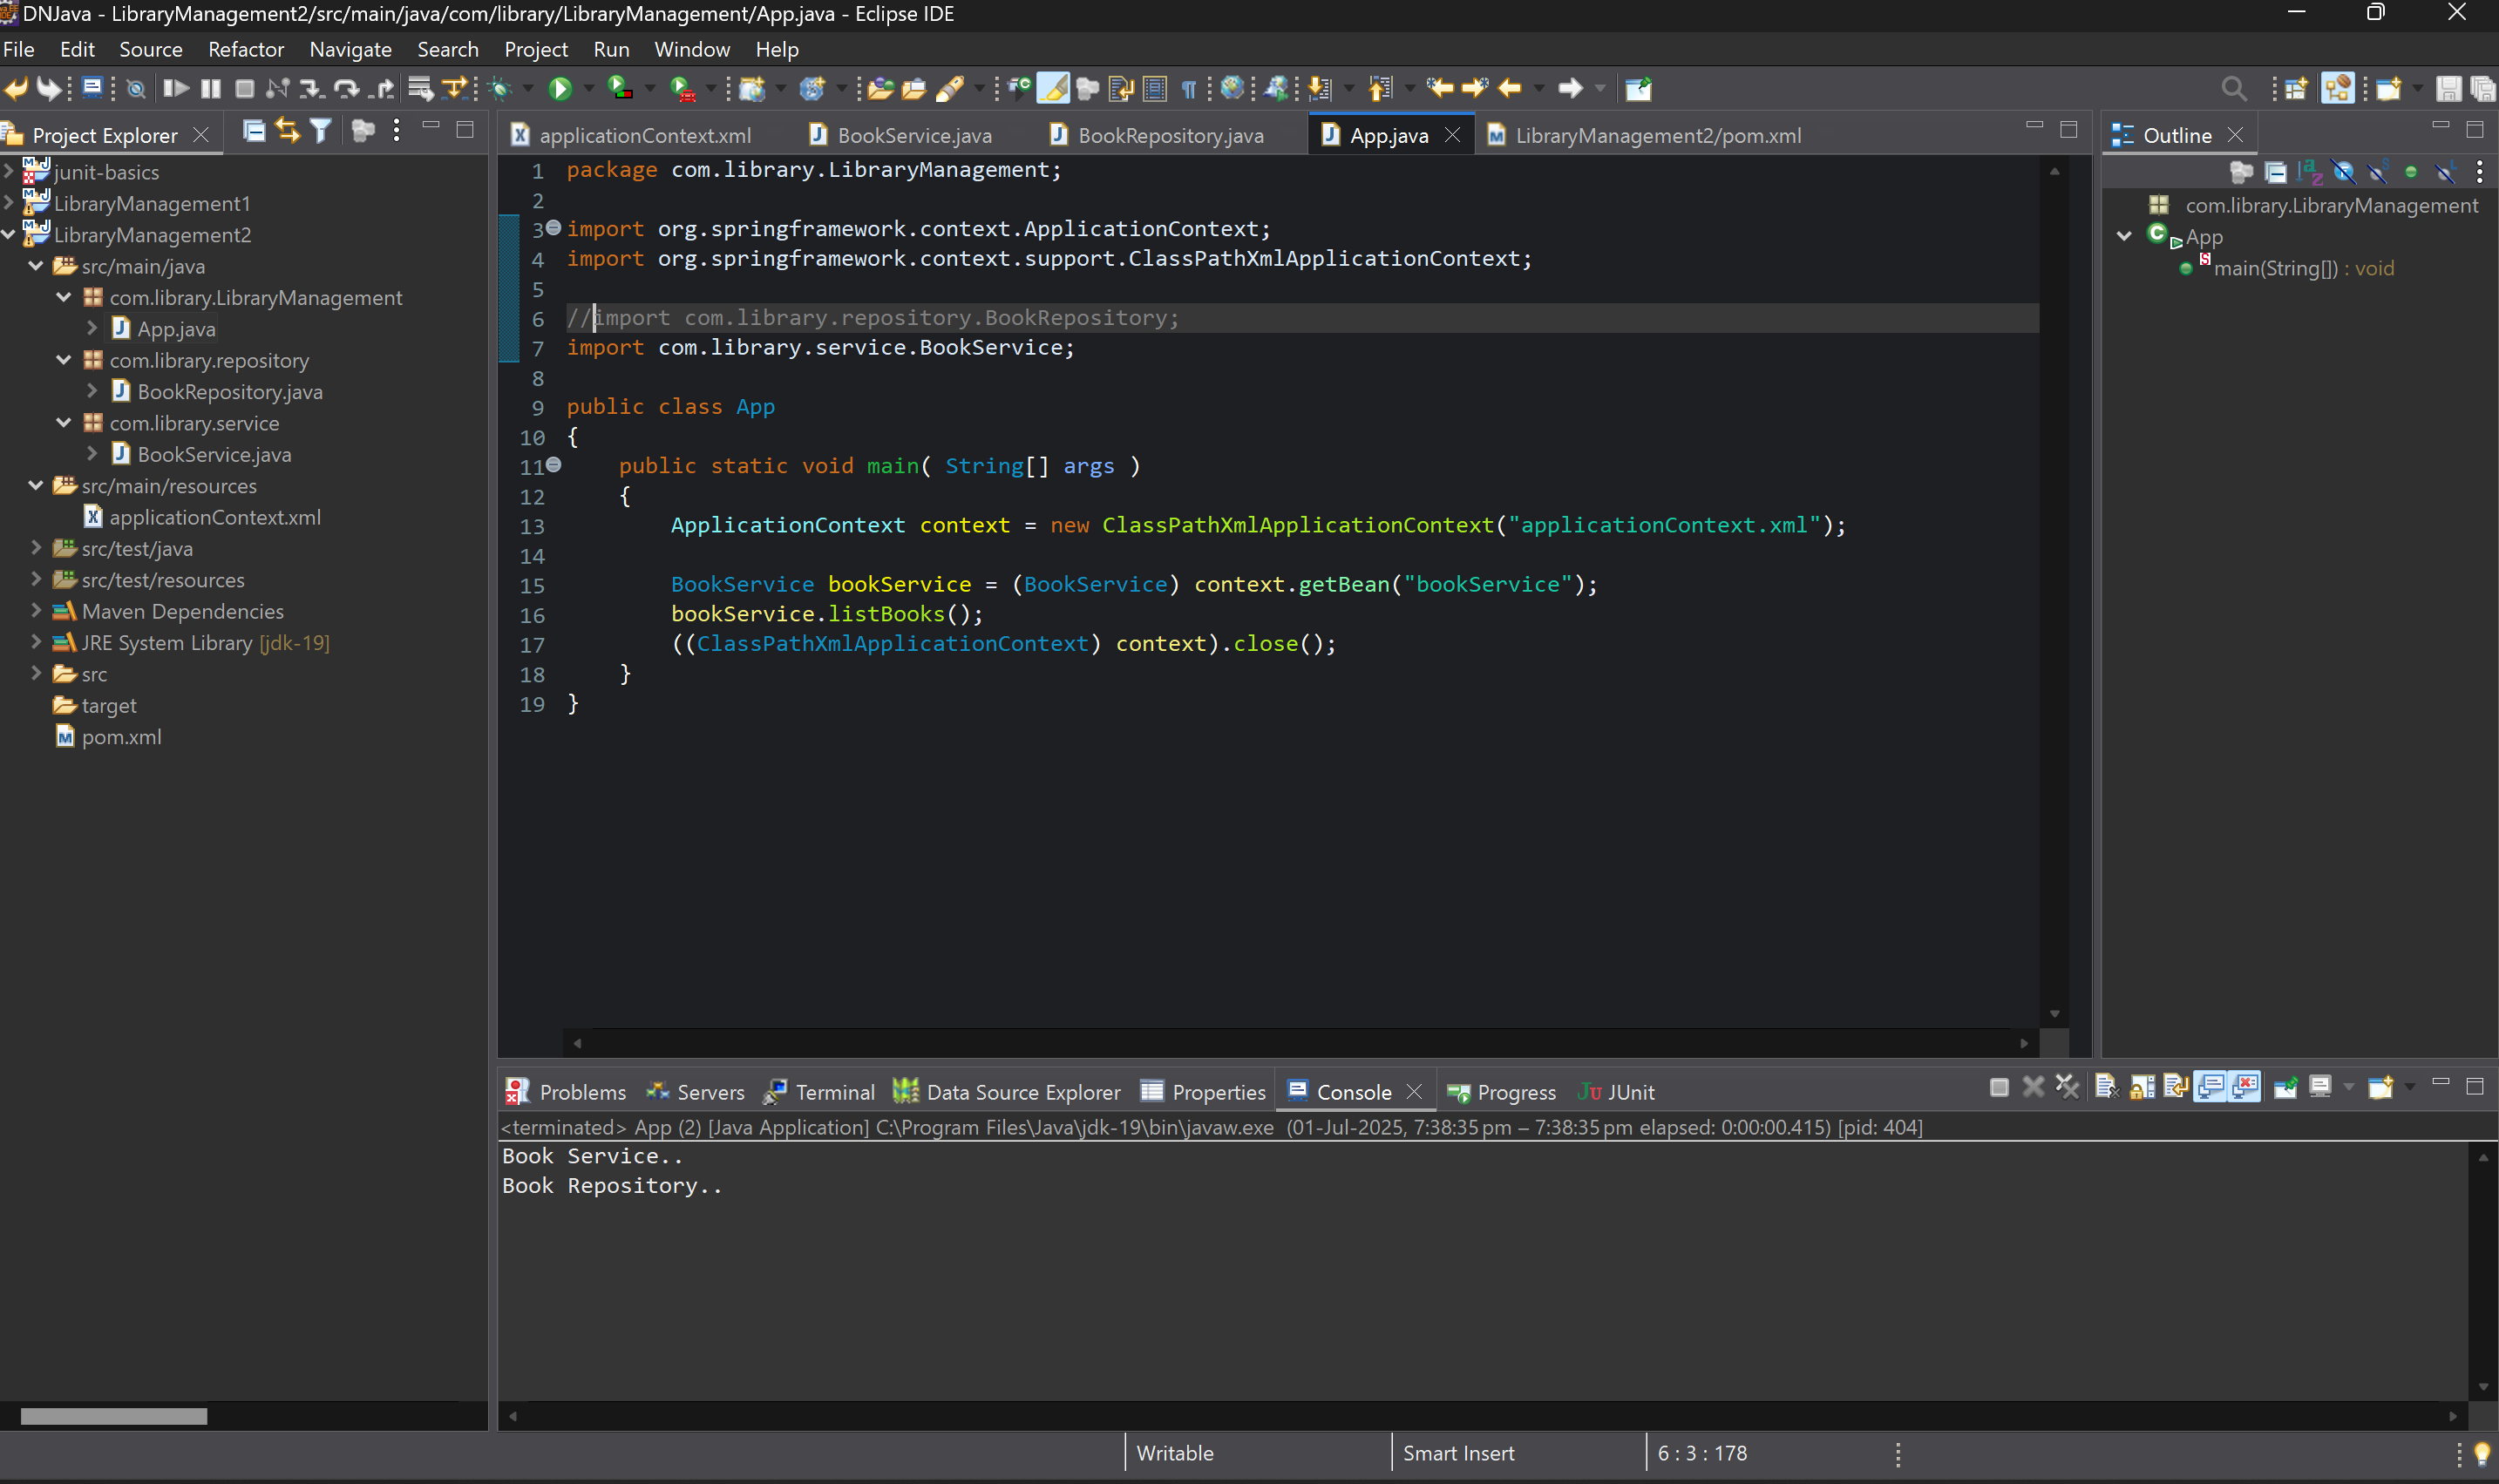 DNJava - LibraryManagement2/src/main/java/com/library/LibraryManagement/App.java - Eclipse IDE
File Edit Source Refactor Navigate Search Project Run Window Help
Project Explorer
junit-basics
LibraryManagement1
LibraryManagement2
src/main/java
com.library.LibraryManagement
App.java
com.library.repository
BookRepository.java
com.library.service
BookService.java
src/main/resources
applicationContext.xml
src/test/java
src/test/resources
Maven Dependencies
JRE System Library [jdk-19]
src
target
pom.xml
applicationContext.xml BookService.java BookRepository.java App.java LibraryManagement2/pom.xml
1 package com.library.LibraryManagement;
2
3 import org.springframework.context.ApplicationContext;
4 import org.springframework.context.support.ClassPathXmlApplicationContext;
5
6 //import com.library.repository.BookRepository;
7 import com.library.service.BookService;
8
9 public class App
10 {
11     public static void main( String[] args )
12     {
13         ApplicationContext context = new ClassPathXmlApplicationContext("applicationContext.xml");
14
15         BookService bookService = (BookService) context.getBean("bookService");
16         bookService.listBooks();
17         ((ClassPathXmlApplicationContext) context).close();
18     }
19 }
Outline
com.library.LibraryManagement
App
main(String[]) : void
Problems Servers Terminal Data Source Explorer Properties Console Progress JUnit
<terminated> App (2) [Java Application] C:\Program Files\Java\jdk-19\bin\javaw.exe (01-Jul-2025, 7:38:35 pm – 7:38:35 pm elapsed: 0:00:00.415) [pid: 404]
Book Service..
Book Repository..
Writable Smart Insert 6 : 3 : 178